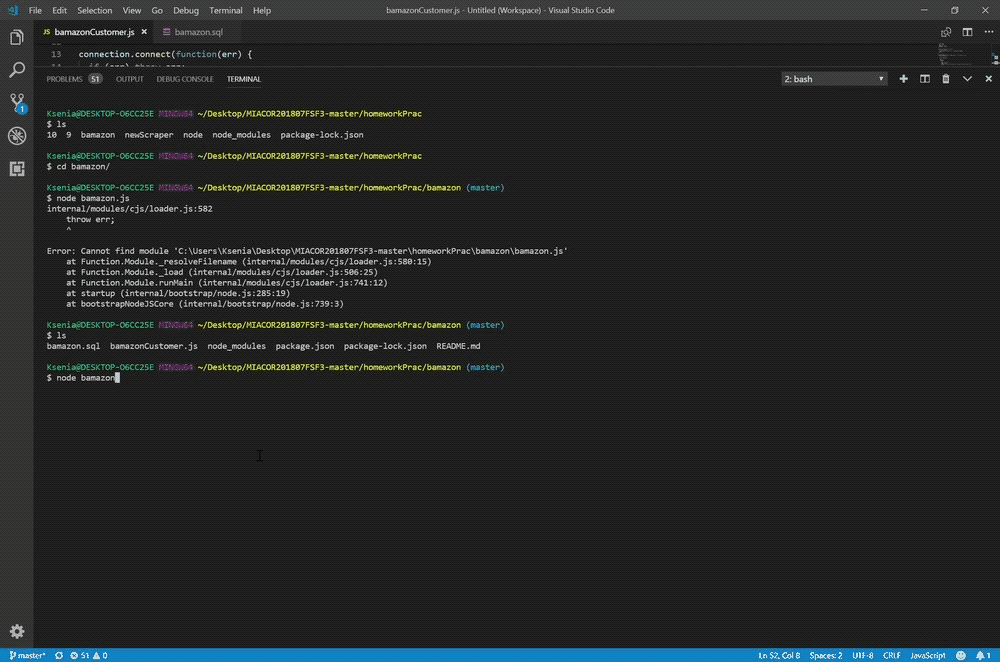 File Edit Selection View Go Debug Terminal Help bamazonCustomer.js - Untitled (Workspace) - Visual Studio Code
JS bamazonCustomer.js bamazon.sql
13 connection.connect(function(err) {
PROBLEMS 51 OUTPUT DEBUG CONSOLE TERMINAL 2: bash
1
Ksenia@DESKTOP-O6CC25E MINGW64 ~/Desktop/MIACOR201807FSF3-master/homeworkPrac
$ ls
10 9 bamazon newScraper node node_modules package-lock.json
Ksenia@DESKTOP-O6CC25E MINGW64 ~/Desktop/MIACOR201807FSF3-master/homeworkPrac
$ cd bamazon/
Ksenia@DESKTOP-O6CC25E MINGW64 ~/Desktop/MIACOR201807FSF3-master/homeworkPrac/bamazon (master)
$ node bamazon.js
internal/modules/cjs/loader.js:582
throw err;
^
Error: Cannot find module 'C:\Users\Ksenia\Desktop\MIACOR201807FSF3-master\homeworkPrac\bamazon\bamazon.js'
at Function.Module._resolveFilename (internal/modules/cjs/loader.js:580:15)
at Function.Module._load (internal/modules/cjs/loader.js:506:25)
at Function.Module.runMain (internal/modules/cjs/loader.js:741:12)
at startup (internal/bootstrap/node.js:285:19)
at bootstrapNodeJSCore (internal/bootstrap/node.js:739:3)
Ksenia@DESKTOP-O6CC25E MINGW64 ~/Desktop/MIACOR201807FSF3-master/homeworkPrac/bamazon (master)
$ ls
bamazon.sql bamazonCustomer.js node_modules package.json package-lock.json README.md
Ksenia@DESKTOP-O6CC25E MINGW64 ~/Desktop/MIACOR201807FSF3-master/homeworkPrac/bamazon (master)
$ node bamazon
master* 51 0 Ln 52, Col 8 Spaces: 2 UTF-8 CRLF JavaScript 1